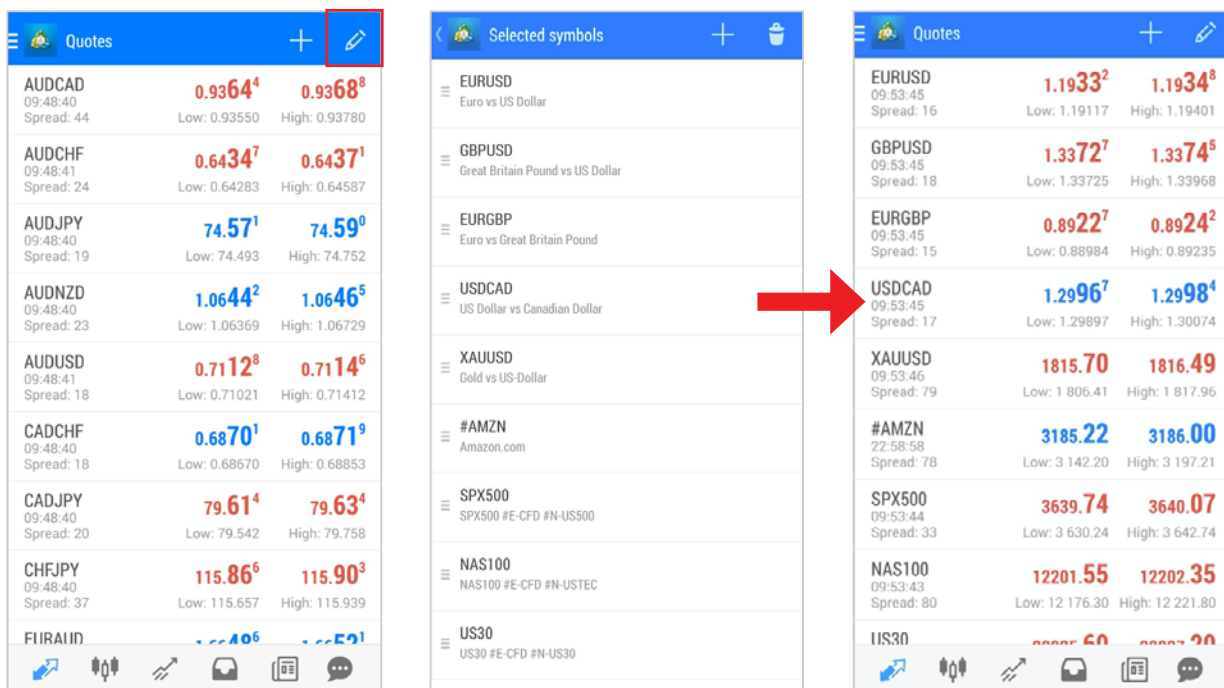 Quotes
AUDCAD
09:48:40
Spread: 44
0.93644
0.93688
Low: 0.93550
High: 0.93780
AUDCHF
09:48:41
Spread: 24
0.64347
0.64371
Low: 0.64283
High: 0.64587
AUDJPY
09:48:40
Spread: 19
74.571
74.590
Low: 74.493
High: 74.752
AUDNZD
09:48:40
Spread: 23
1.06442
1.06465
Low: 1.06369
High: 1.06729
AUDUSD
09:48:41
Spread: 18
0.71128
0.71146
Low: 0.71021
High: 0.71412
CADCHF
09:48:40
Spread: 18
0.68701
0.68719
Low: 0.68670
High: 0.68853
CADJPY
09:48:40
Spread: 20
79.614
79.634
Low: 79.542
High: 79.758
CHFJPY
09:48:40
Spread: 37
115.866
115.903
Low: 115.657
High: 115.939
EURAUD
Selected symbols
EURUSD
Euro vs US Dollar
GBPUSD
Great Britain Pound vs US Dollar
EURGBP
Euro vs Great Britain Pound
USDCAD
US Dollar vs Canadian Dollar
XAUUSD
Gold vs US-Dollar
#AMZN
Amazon.com
SPX500
SPX500 #E-CFD #N-US500
NAS100
NAS100 #E-CFD #N-USTEC
US30
US30 #E-CFD #N-US30
Quotes
EURUSD
09:53:45
Spread: 16
1.19332
1.19348
Low: 1.19117
High: 1.19401
GBPUSD
09:53:45
Spread: 18
1.33727
1.33745
Low: 1.33725
High: 1.33968
EURGBP
09:53:45
Spread: 15
0.89227
0.89242
Low: 0.88984
High: 0.89235
USDCAD
09:53:45
Spread: 17
1.29967
1.29984
Low: 1.29897
High: 1.30074
XAUUSD
09:53:46
Spread: 79
1815.70
1816.49
Low: 1 806.41
High: 1 817.96
#AMZN
22:58:58
Spread: 78
3185.22
3186.00
Low: 3 142.20
High: 3 197.21
SPX500
09:53:44
Spread: 33
3639.74
3640.07
Low: 3 630.24
High: 3 642.74
NAS100
09:53:43
Spread: 80
12201.55
12202.35
Low: 12 176.30
High: 12 221.80
US30